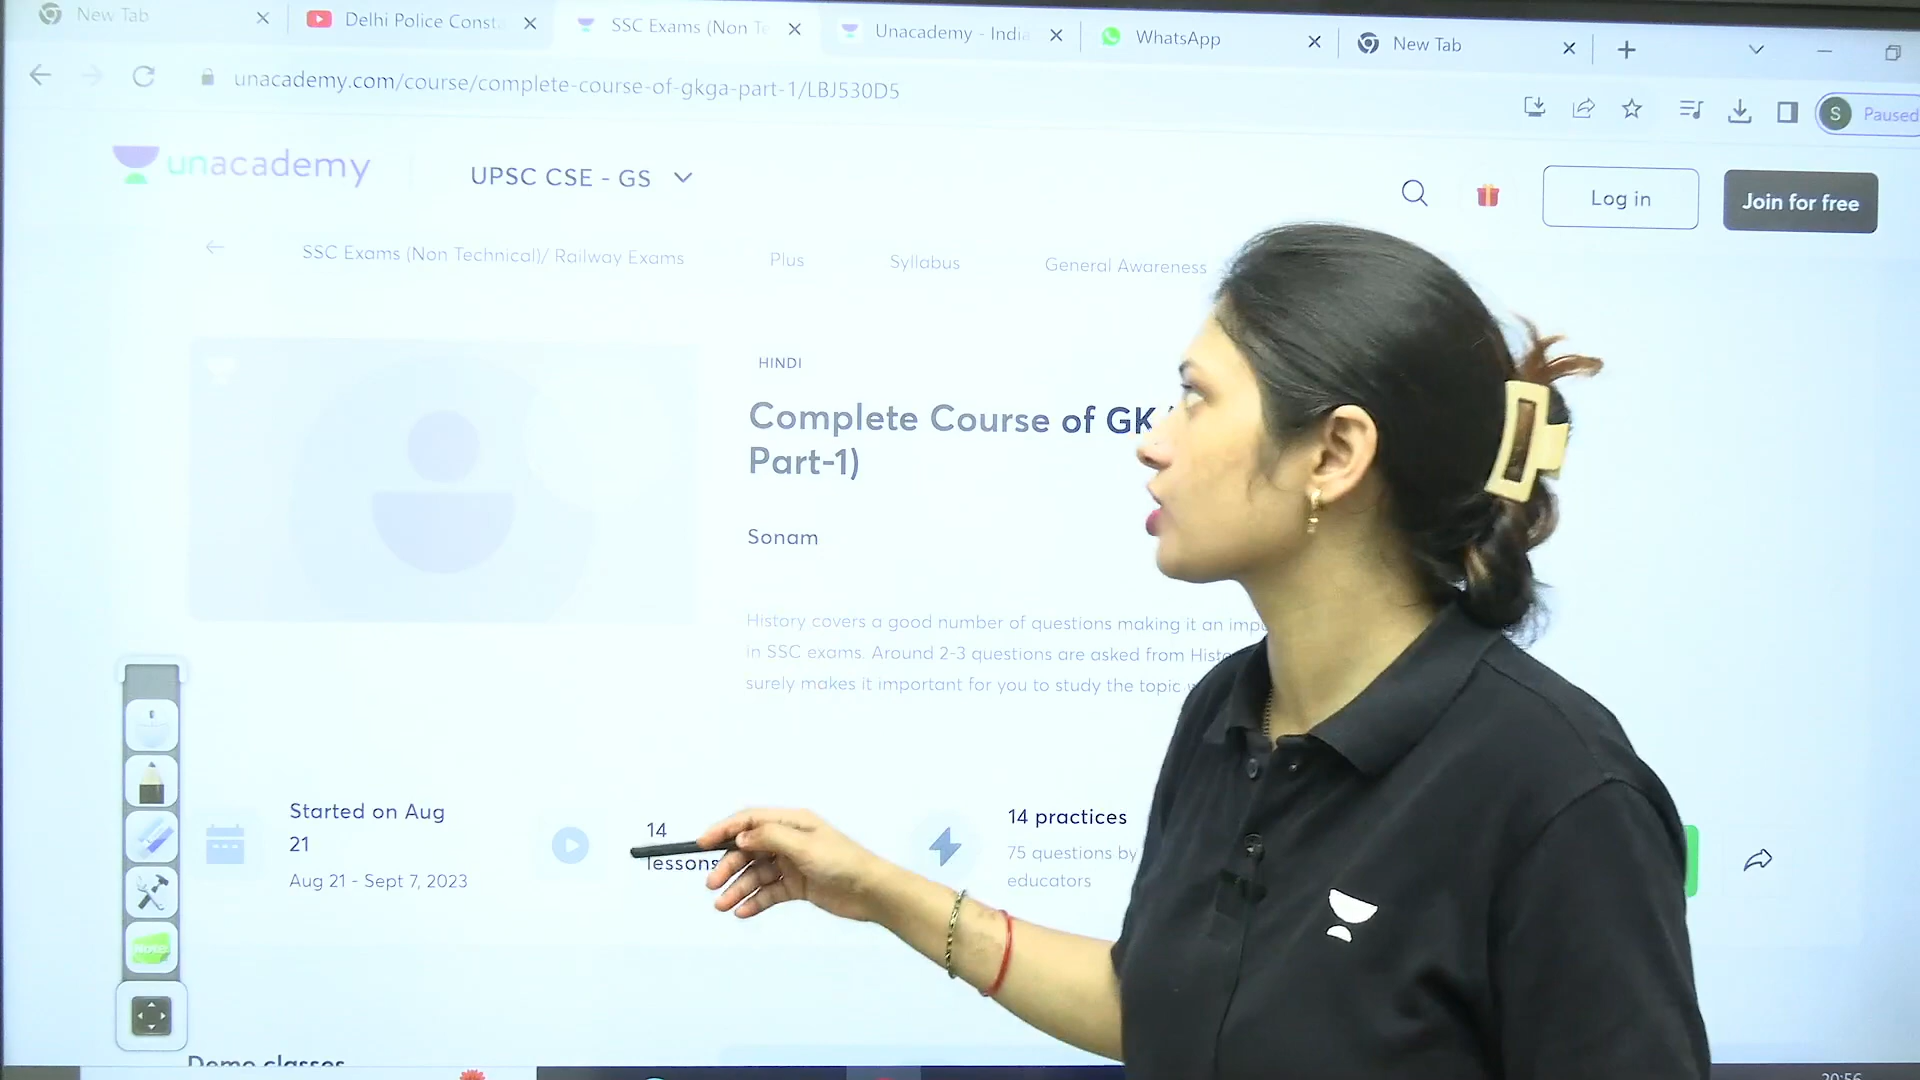 New Tab
Delhi Police Const
SSC Exams (Non Te
Unacademy - India
WhatsApp
New Tab
unacademy.com/course/complete-course-of-gkga-part-1/LBJ530D5
S
Paused
unacademy
UPSC CSE - GS
Log in
Join for free
SSC Exams (Non Technical)/ Railway Exams
Plus
Syllabus
General Awareness
HINDI
Complete Course of GK
Part-1)
Sonam
History covers a good number of questions making it an imp
in SSC exams. Around 2-3 questions are asked from Histo
surely makes it important for you to study the topic
Started on Aug
21
Aug 21 - Sept 7, 2023
14
lessons
14 practices
75 questions by
educators
Note
Demo classes
20:56